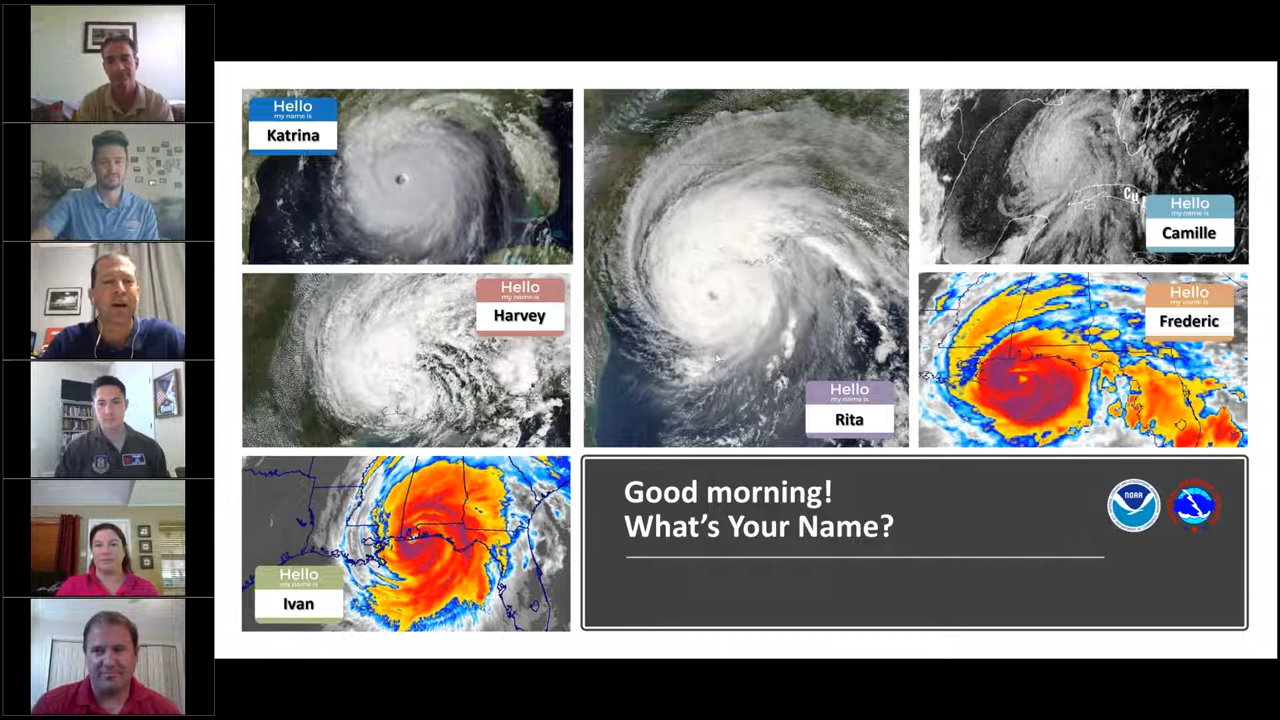 Hello
my name is
Katrina
Hello
my name is
Harvey
Hello
my name is
Ivan
Hello
my name is
Rita
Hello
my name is
Camille
Hello
my name is
Frederic
Good morning!
What's Your Name?
NOAA